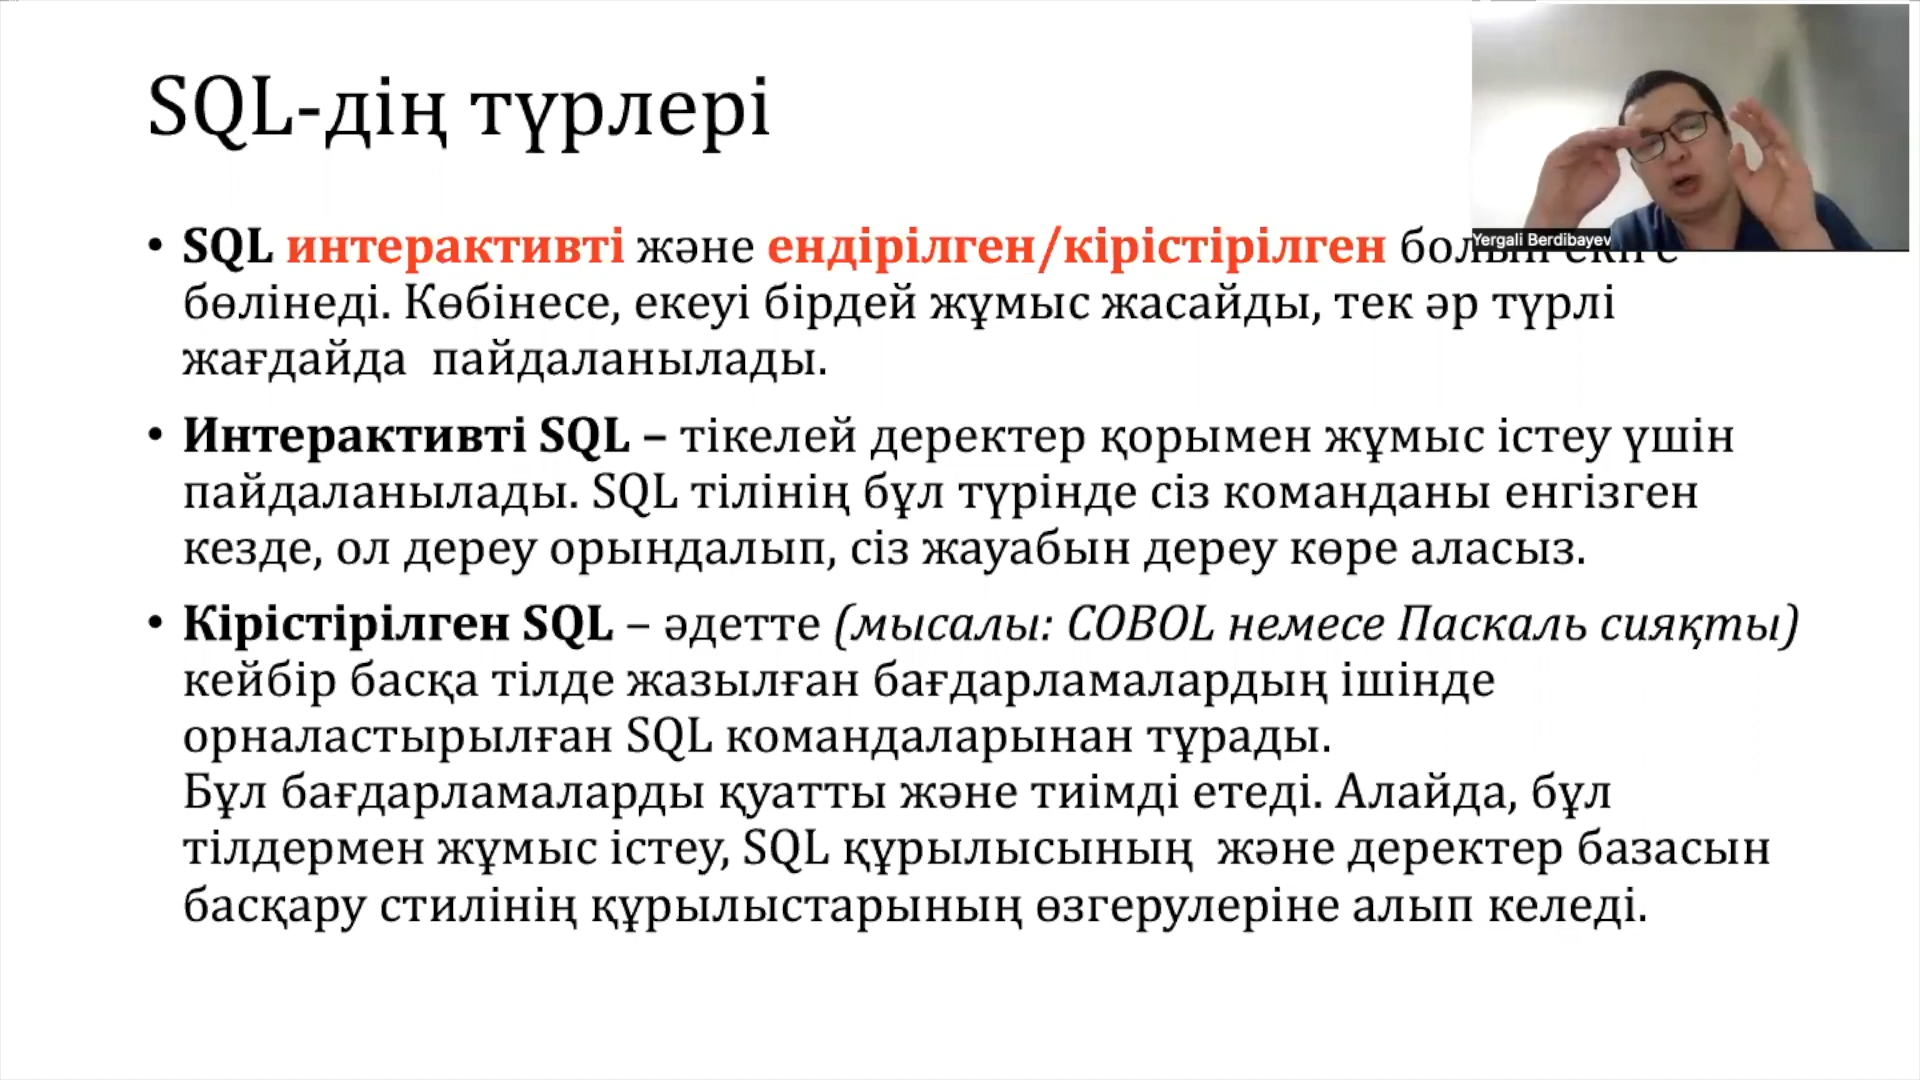 SQL-дің түрлері
• SQL интерактивті және ендірілген/кірістірілген
бөлінеді. Көбінесе, екеуі бірдей жұмыс жасайды, тек әр түрлі
жағдайда пайдаланылады.
• Интерактивті SQL – тікелей деректер қорымен жұмыс істеу үшін
пайдаланылады. SQL тілінің бұл түрінде сіз команданы енгізген
кезде, ол дереу орындалып, сіз жауабын дереу көре аласыз.
• Кірістірілген SQL – әдетте (мысалы: COBOL немесе Паскаль сияқты)
кейбір басқа тілде жазылған бағдарламалардың ішінде
орналастырылған SQL командаларынан тұрады.
Бұл бағдарламаларды қуатты және тиімді етеді. Алайда, бұл
тілдермен жұмыс істеу, SQL құрылысының және деректер базасын
басқару стилінің құрылыстарының өзгерулеріне алып келеді.
Yergali Berdibayev